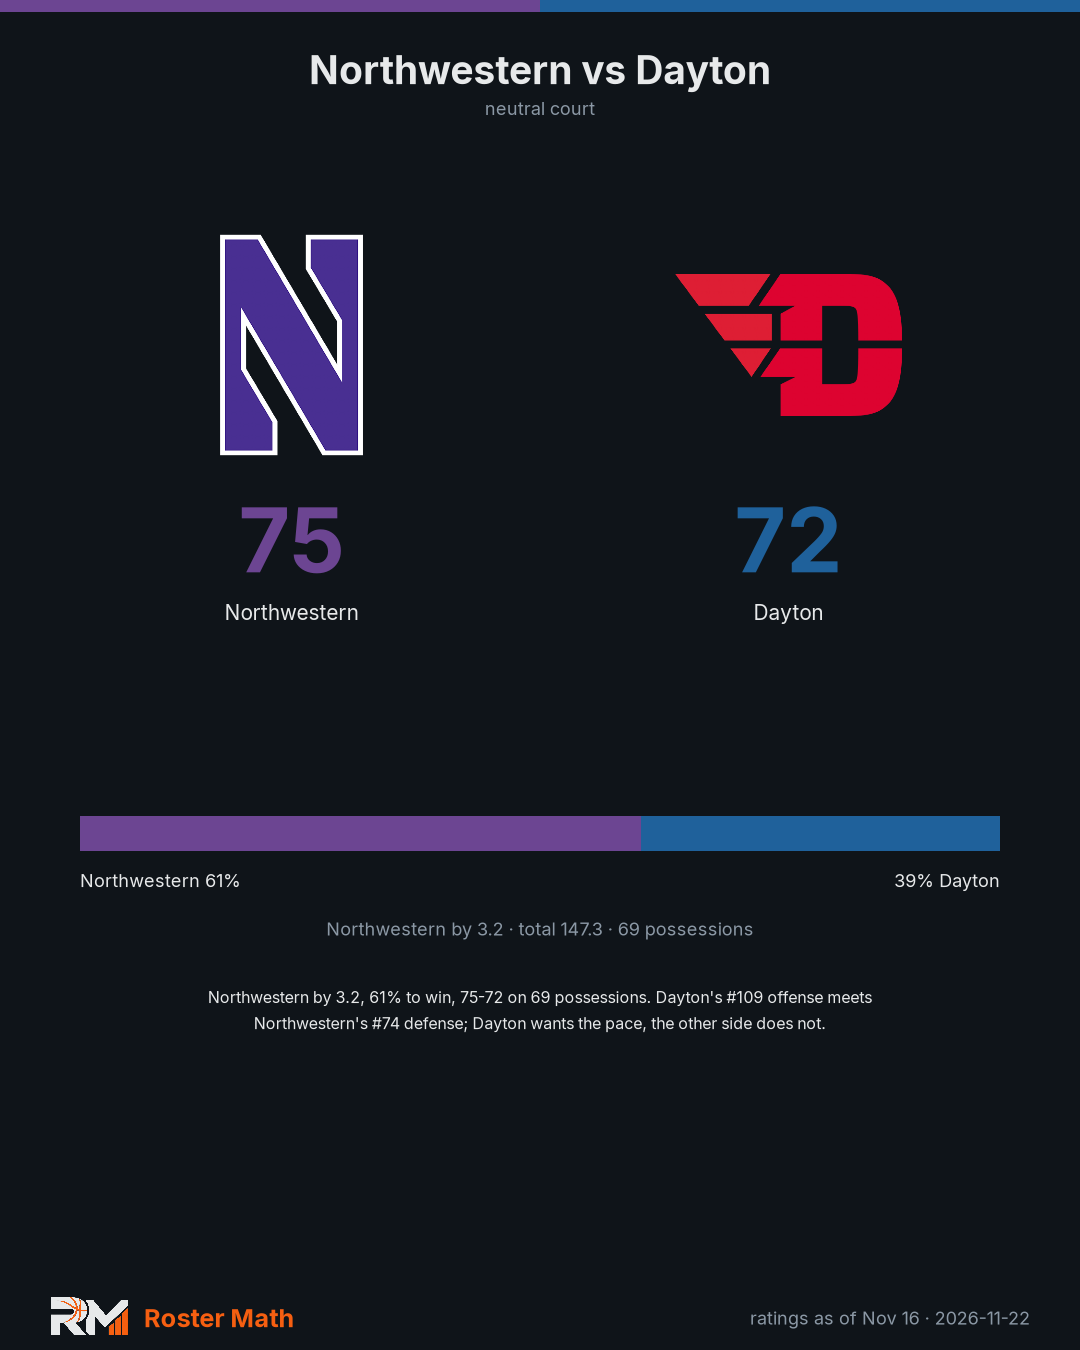 Northwestern vs Dayton
neutral court
N
D
75
72
Northwestern
Dayton
Northwestern 61%
39% Dayton
Northwestern by 3.2 · total 147.3 · 69 possessions
Northwestern by 3.2, 61% to win, 75-72 on 69 possessions. Dayton's #109 offense meets
Northwestern's #74 defense; Dayton wants the pace, the other side does not.
RM Roster Math
ratings as of Nov 16 · 2026-11-22